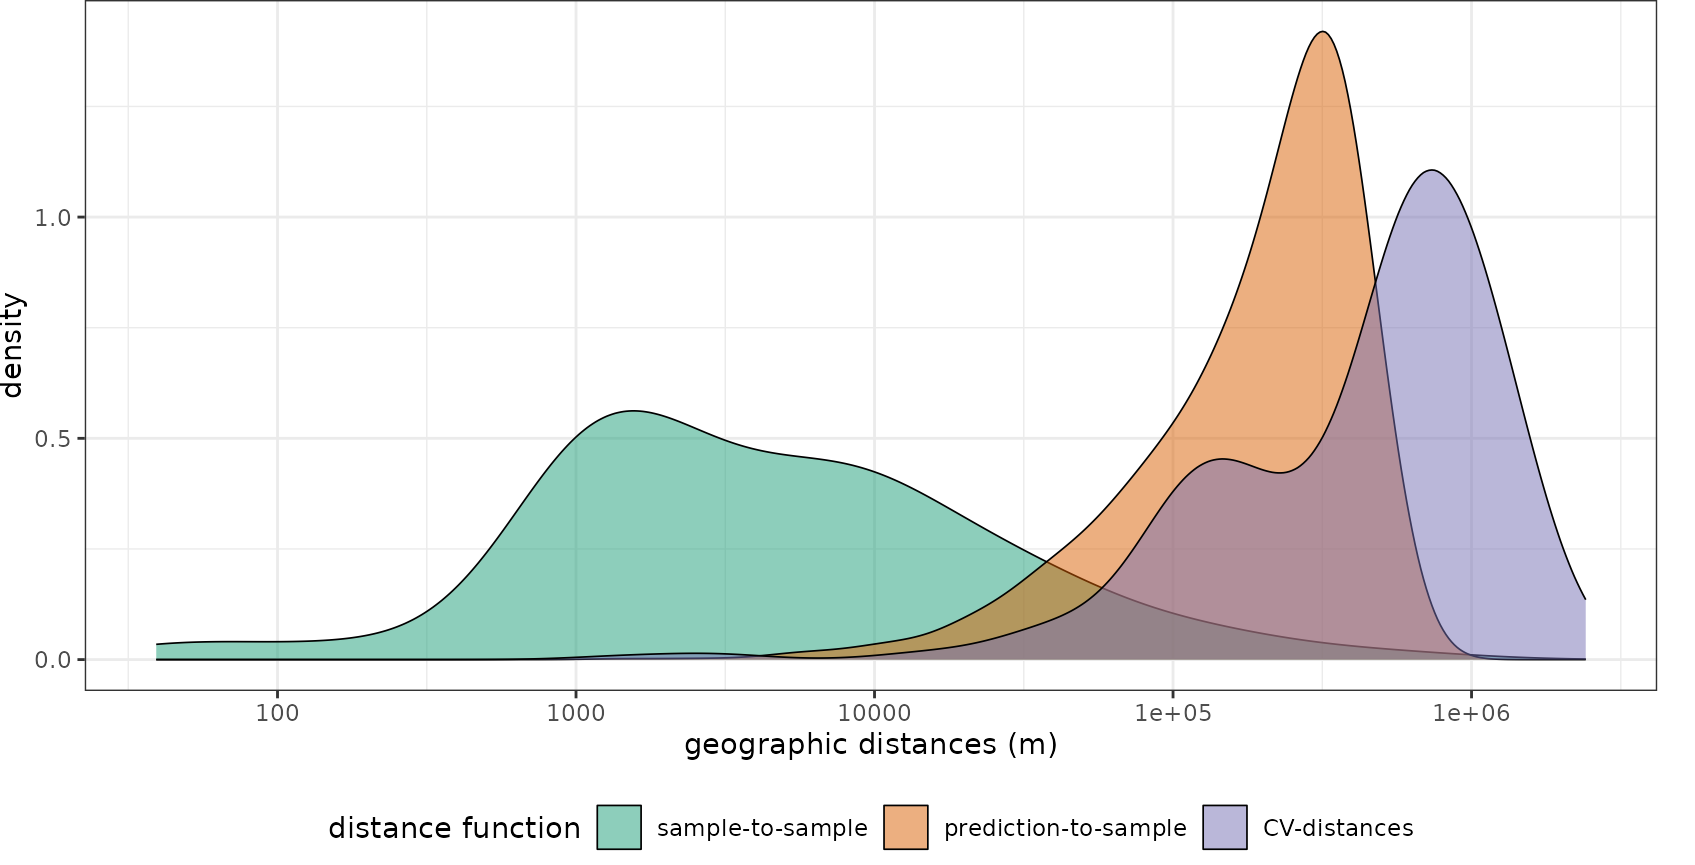 density
1.0
0.5
0.0
100 1000 10000 1e+05 1e+06
geographic distances (m)
distance function sample-to-sample prediction-to-sample CV-distances